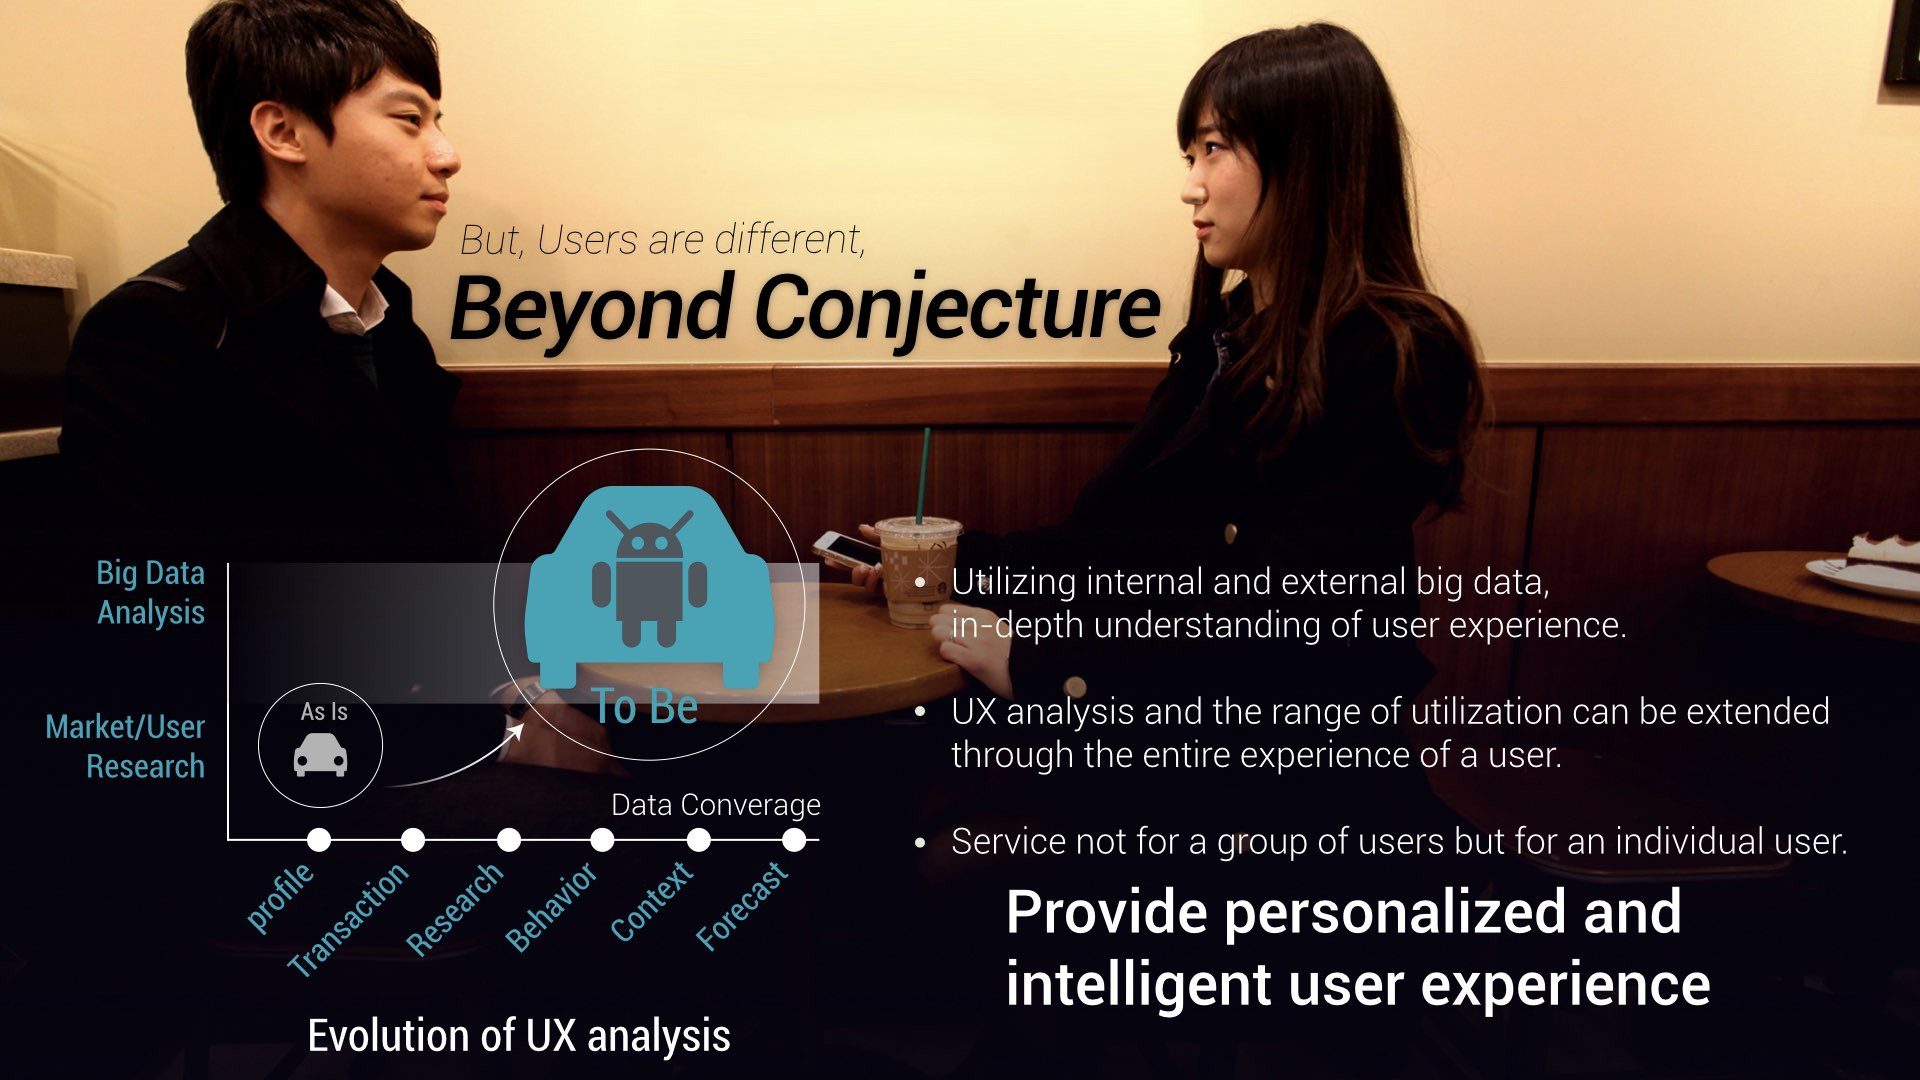 But, Users are different,
Beyond Conjecture
Big Data
Analysis
Market/User
Research
As Is
To Be
Data Converage
profile
Transaction
Research
Behavior
Context
Forecast
Evolution of UX analysis
• Utilizing internal and external big data,
in-depth understanding of user experience.
• UX analysis and the range of utilization can be extended
through the entire experience of a user.
• Service not for a group of users but for an individual user.
Provide personalized and
intelligent user experience